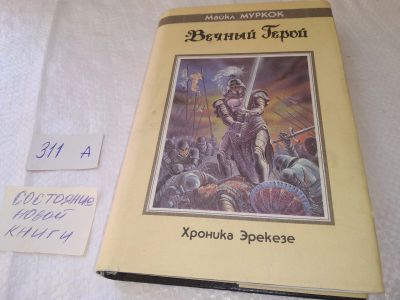 Майкл МУРКОК
Вечный Герой
311 А
СОСТОЯНИЕ
НОВОЙ
КНИГИ
Хроника Эрекезе